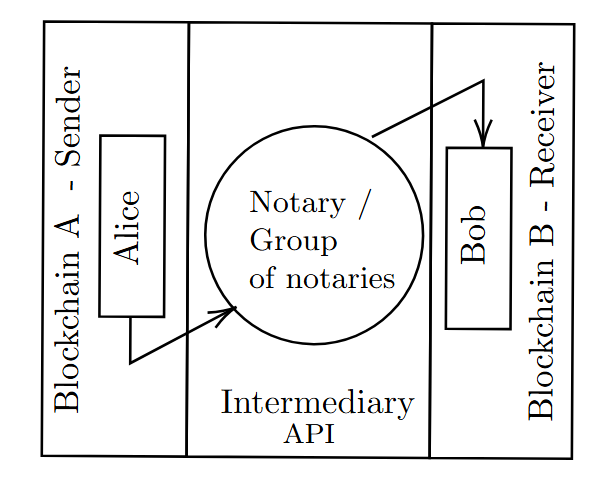 Blockchain A - Sender
Alice
Notary /
Group
of notaries
Intermediary
API
Bob
Blockchain B - Receiver